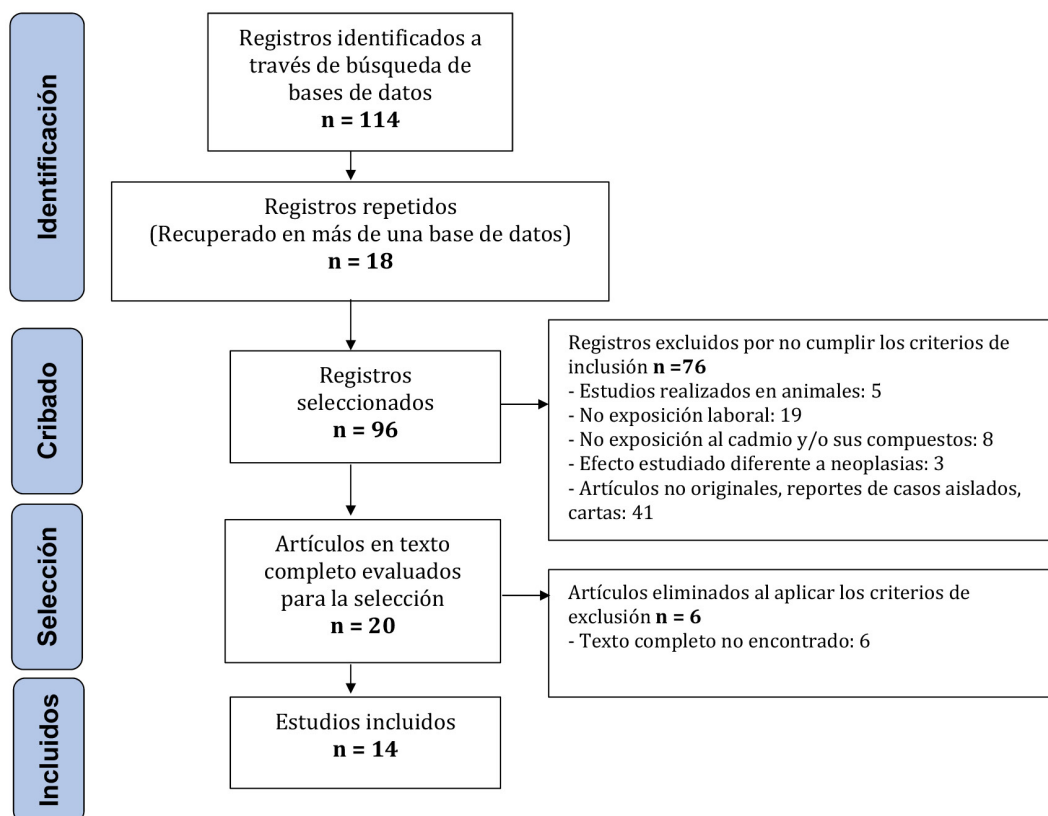 Identificación
Registros identificados a
través de búsqueda de
bases de datos
n = 114
Registros repetidos
(Recuperado en más de una base de datos)
n = 18
Cribado
Registros
seleccionados
n = 96
Registros excluidos por no cumplir los criterios de
inclusión n =76
- Estudios realizados en animales: 5
- No exposición laboral: 19
- No exposición al cadmio y/o sus compuestos: 8
- Efecto estudiado diferente a neoplasias: 3
- Artículos no originales, reportes de casos aislados,
cartas: 41
Selección
Artículos en texto
completo evaluados
para la selección
n = 20
Artículos eliminados al aplicar los criterios de
exclusión n = 6
- Texto completo no encontrado: 6
Incluidos
Estudios incluidos
n = 14